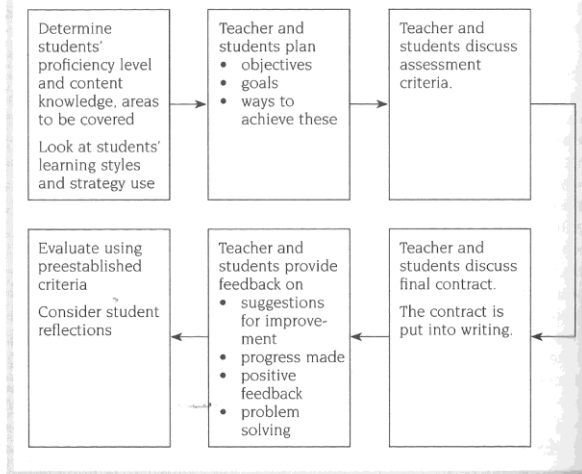 Determine
students'
proficiency level
and content
knowledge, areas
to be covered
Look at students'
learning styles
and strategy use
Teacher and
students plan
• objectives
• goals
• ways to
achieve these
Teacher and
students discuss
assessment
criteria.
Teacher and
students discuss
final contract.
The contract is
put into writing.
Teacher and
students provide
feedback on
• suggestions
for improve-
ment
• progress made
• positive
feedback
• problem
solving
Evaluate using
preestablished
criteria
Consider student
reflections